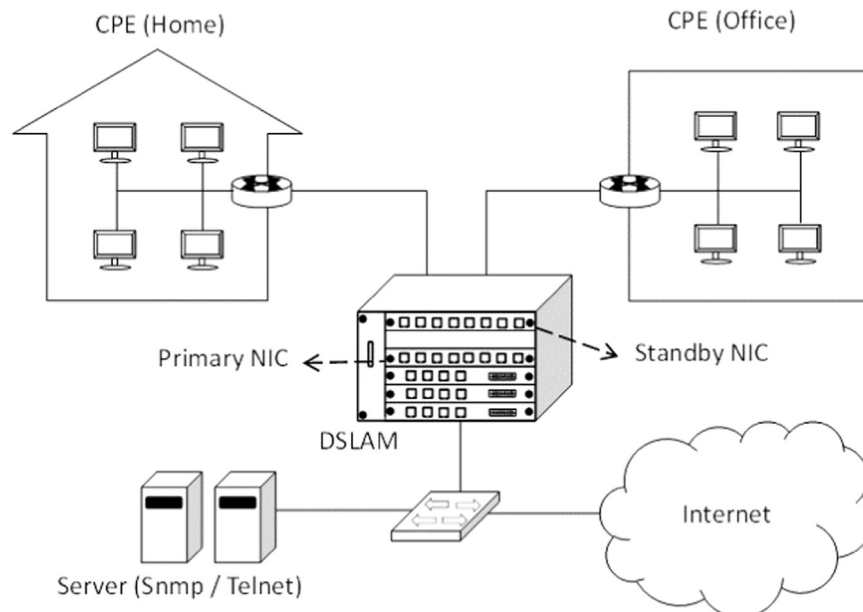 CPE (Home)
CPE (Office)
Primary NIC
Standby NIC
DSLAM
Internet
Server (Snmp / Telnet)